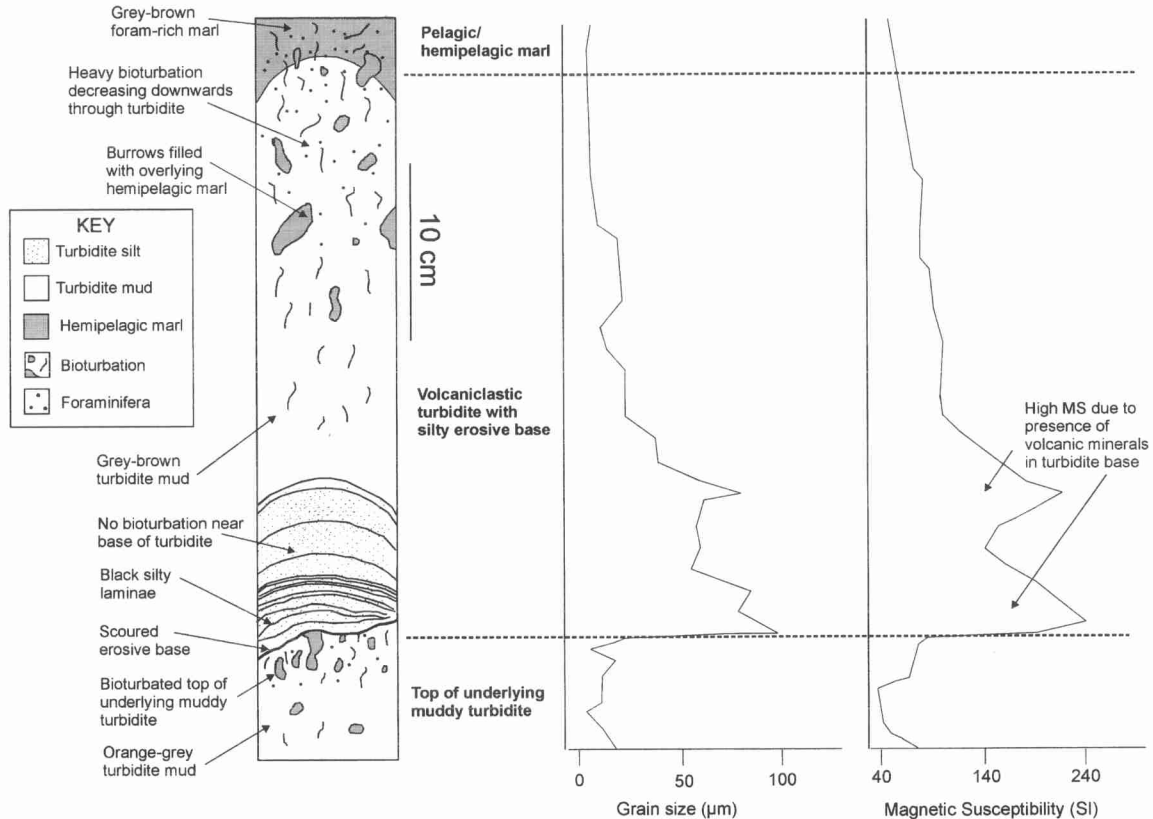 Grey-brown
foram-rich marl
Heavy bioturbation
decreasing downwards
through turbidite
Burrows filled
with overlying
hemipelagic marl
KEY
Turbidite silt
Turbidite mud
Hemipelagic marl
Bioturbation
Foraminifera
Grey-brown
turbidite mud
No bioturbation near
base of turbidite
Black silty
laminae
Scoured
erosive base
Bioturbated top of
underlying muddy
turbidite
Orange-grey
turbidite mud
10 cm
Pelagic/
hemipelagic marl
Volcaniclastic
turbidite with
silty erosive base
Top of underlying
muddy turbidite
0 50 100
Grain size (µm)
High MS due to
presence of
volcanic minerals
in turbidite base
40 140 240
Magnetic Susceptibility (SI)